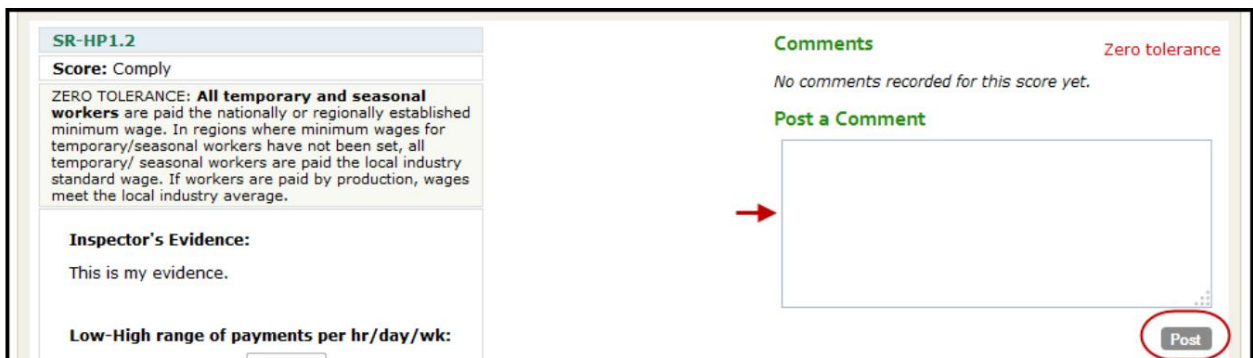 SR-HP1.2
Score: Comply
ZERO TOLERANCE: All temporary and seasonal
workers are paid the nationally or regionally established
minimum wage. In regions where minimum wages for
temporary/seasonal workers have not been set, all
temporary/ seasonal workers are paid the local industry
standard wage. If workers are paid by production, wages
meet the local industry average.
Inspector's Evidence:
This is my evidence.
Low-High range of payments per hr/day/wk:
Comments
Zero tolerance
No comments recorded for this score yet.
Post a Comment
Post